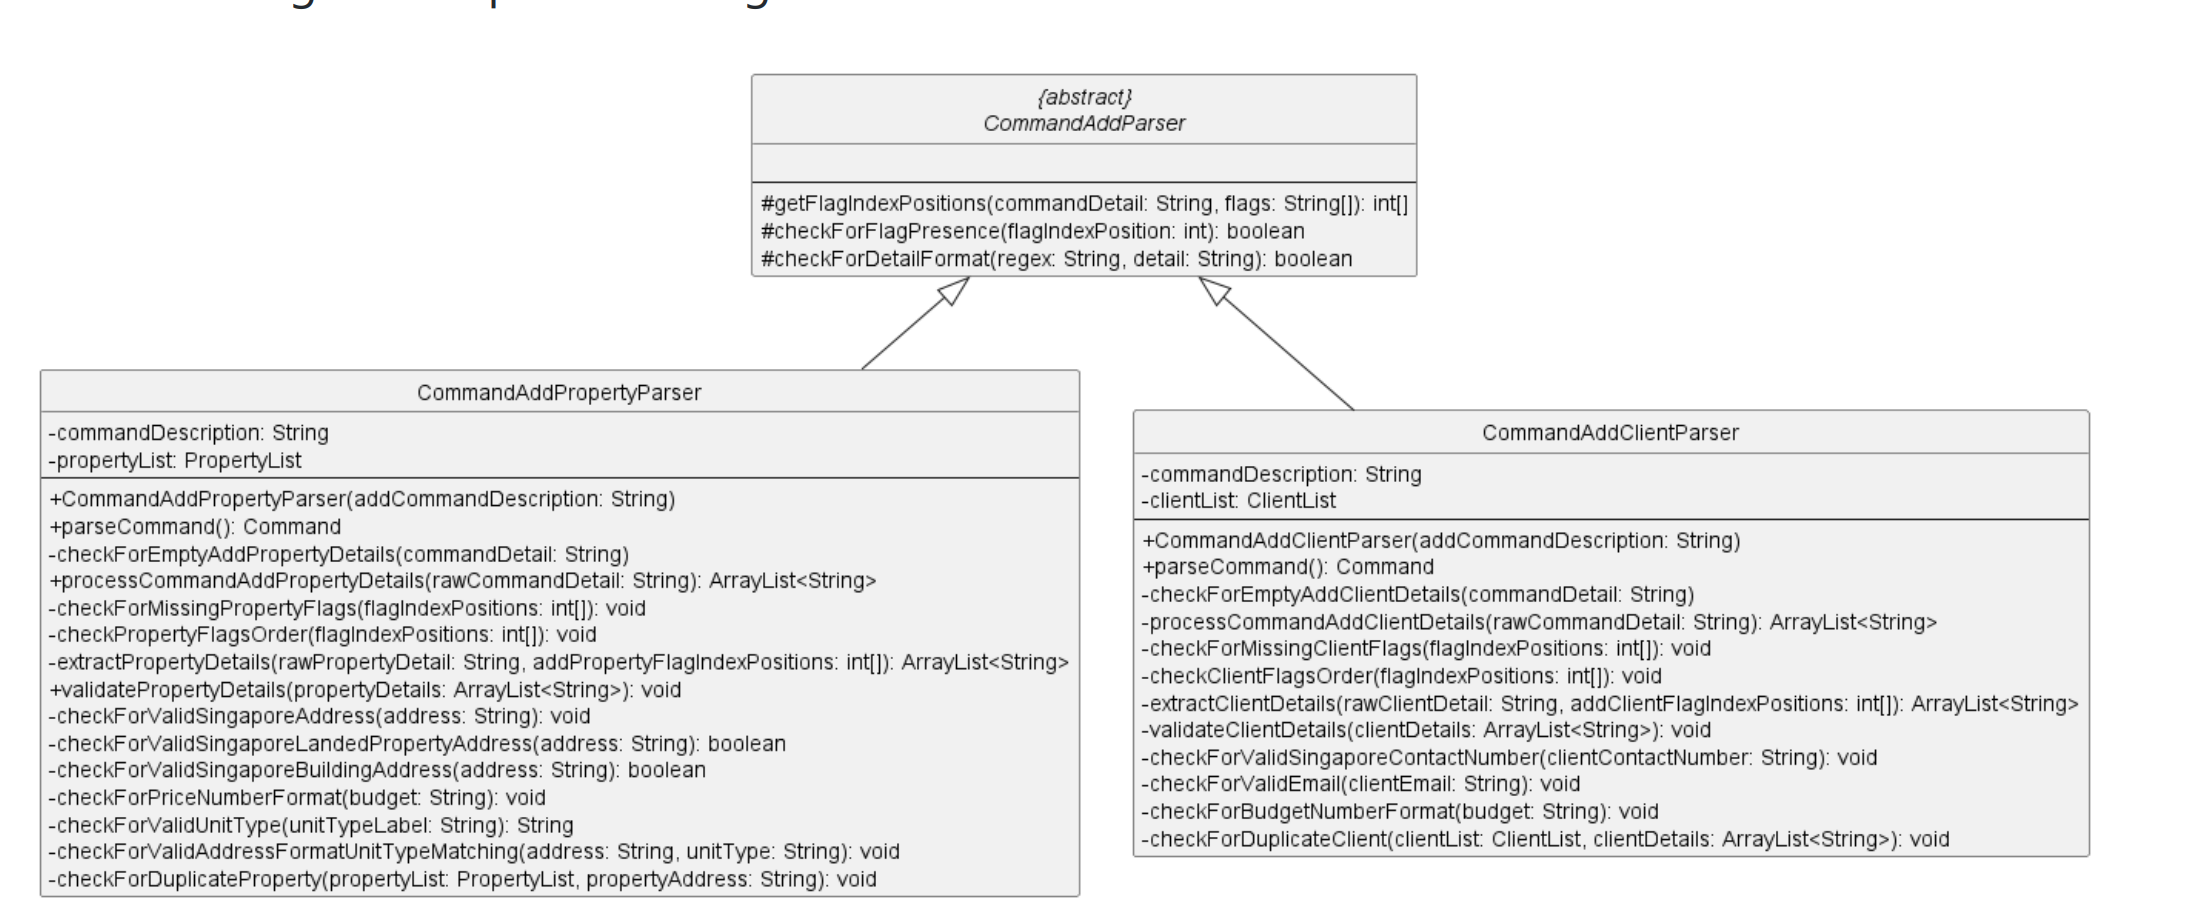 {abstract}
CommandAddParser
#getFlagIndexPositions(commandDetail: String, flags: String[]): int[]
#checkForFlagPresence(flagIndexPosition: int): boolean
#checkForDetailFormat(regex: String, detail: String): boolean
CommandAddPropertyParser
-commandDescription: String
-propertyList: PropertyList
+CommandAddPropertyParser(addCommandDescription: String)
+parseCommand(): Command
-checkForEmptyAddPropertyDetails(commandDetail: String)
+processCommandAddPropertyDetails(rawCommandDetail: String): ArrayList<String>
-checkForMissingPropertyFlags(flagIndexPositions: int[]): void
-checkPropertyFlagsOrder(flagIndexPositions: int[]): void
-extractPropertyDetails(rawPropertyDetail: String, addPropertyFlagIndexPositions: int[]): ArrayList<String>
+validatePropertyDetails(propertyDetails: ArrayList<String>): void
-checkForValidSingaporeAddress(address: String): void
-checkForValidSingaporeLandedPropertyAddress(address: String): boolean
-checkForValidSingaporeBuildingAddress(address: String): boolean
-checkForPriceNumberFormat(budget: String): void
-checkForValidUnitType(unitTypeLabel: String): String
-checkForValidAddressFormatUnitTypeMatching(address: String, unitType: String): void
-checkForDuplicateProperty(propertyList: PropertyList, propertyAddress: String): void
CommandAddClientParser
-commandDescription: String
-clientList: ClientList
+CommandAddClientParser(addCommandDescription: String)
+parseCommand(): Command
-checkForEmptyAddClientDetails(commandDetail: String)
-processCommandAddClientDetails(rawCommandDetail: String): ArrayList<String>
-checkForMissingClientFlags(flagIndexPositions: int[]): void
-checkClientFlagsOrder(flagIndexPositions: int[]): void
-extractClientDetails(rawClientDetail: String, addClientFlagIndexPositions: int[]): ArrayList<String>
-validateClientDetails(clientDetails: ArrayList<String>): void
-checkForValidSingaporeContactNumber(clientContactNumber: String): void
-checkForValidEmail(clientEmail: String): void
-checkForBudgetNumberFormat(budget: String): void
-checkForDuplicateClient(clientList: ClientList, clientDetails: ArrayList<String>): void